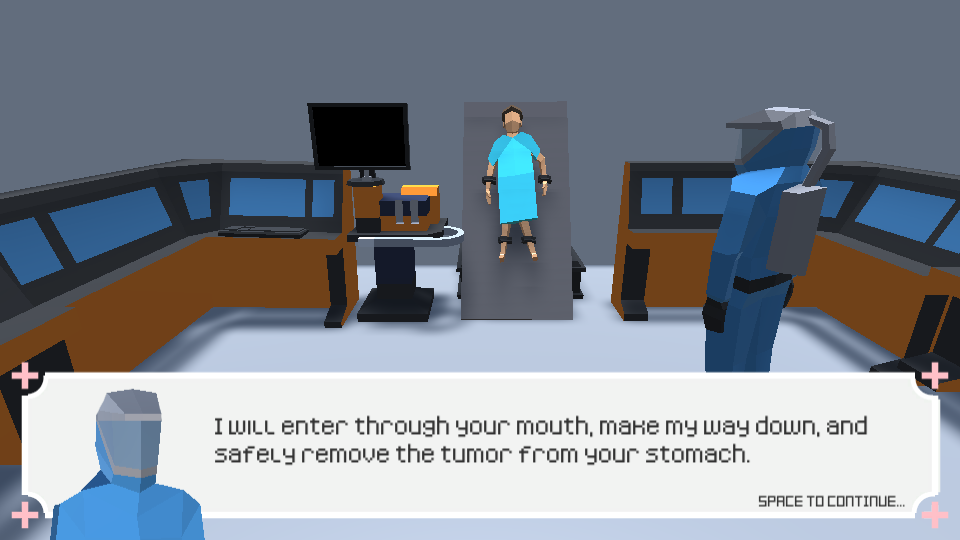 I will enter through your mouth, make my way down, and
safely remove the tumor from your stomach.
SPACE TO CONTINUE...